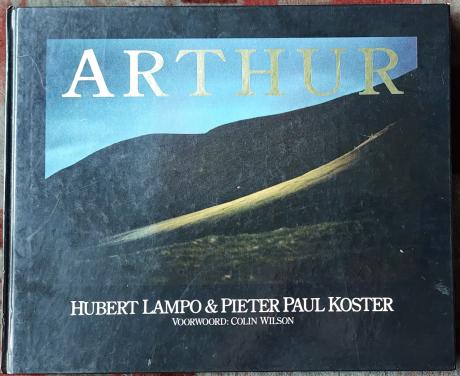 ARTHUR
HUBERT LAMPO & PIETER PAUL KOSTER
VOORWOORD: COLIN WILSON